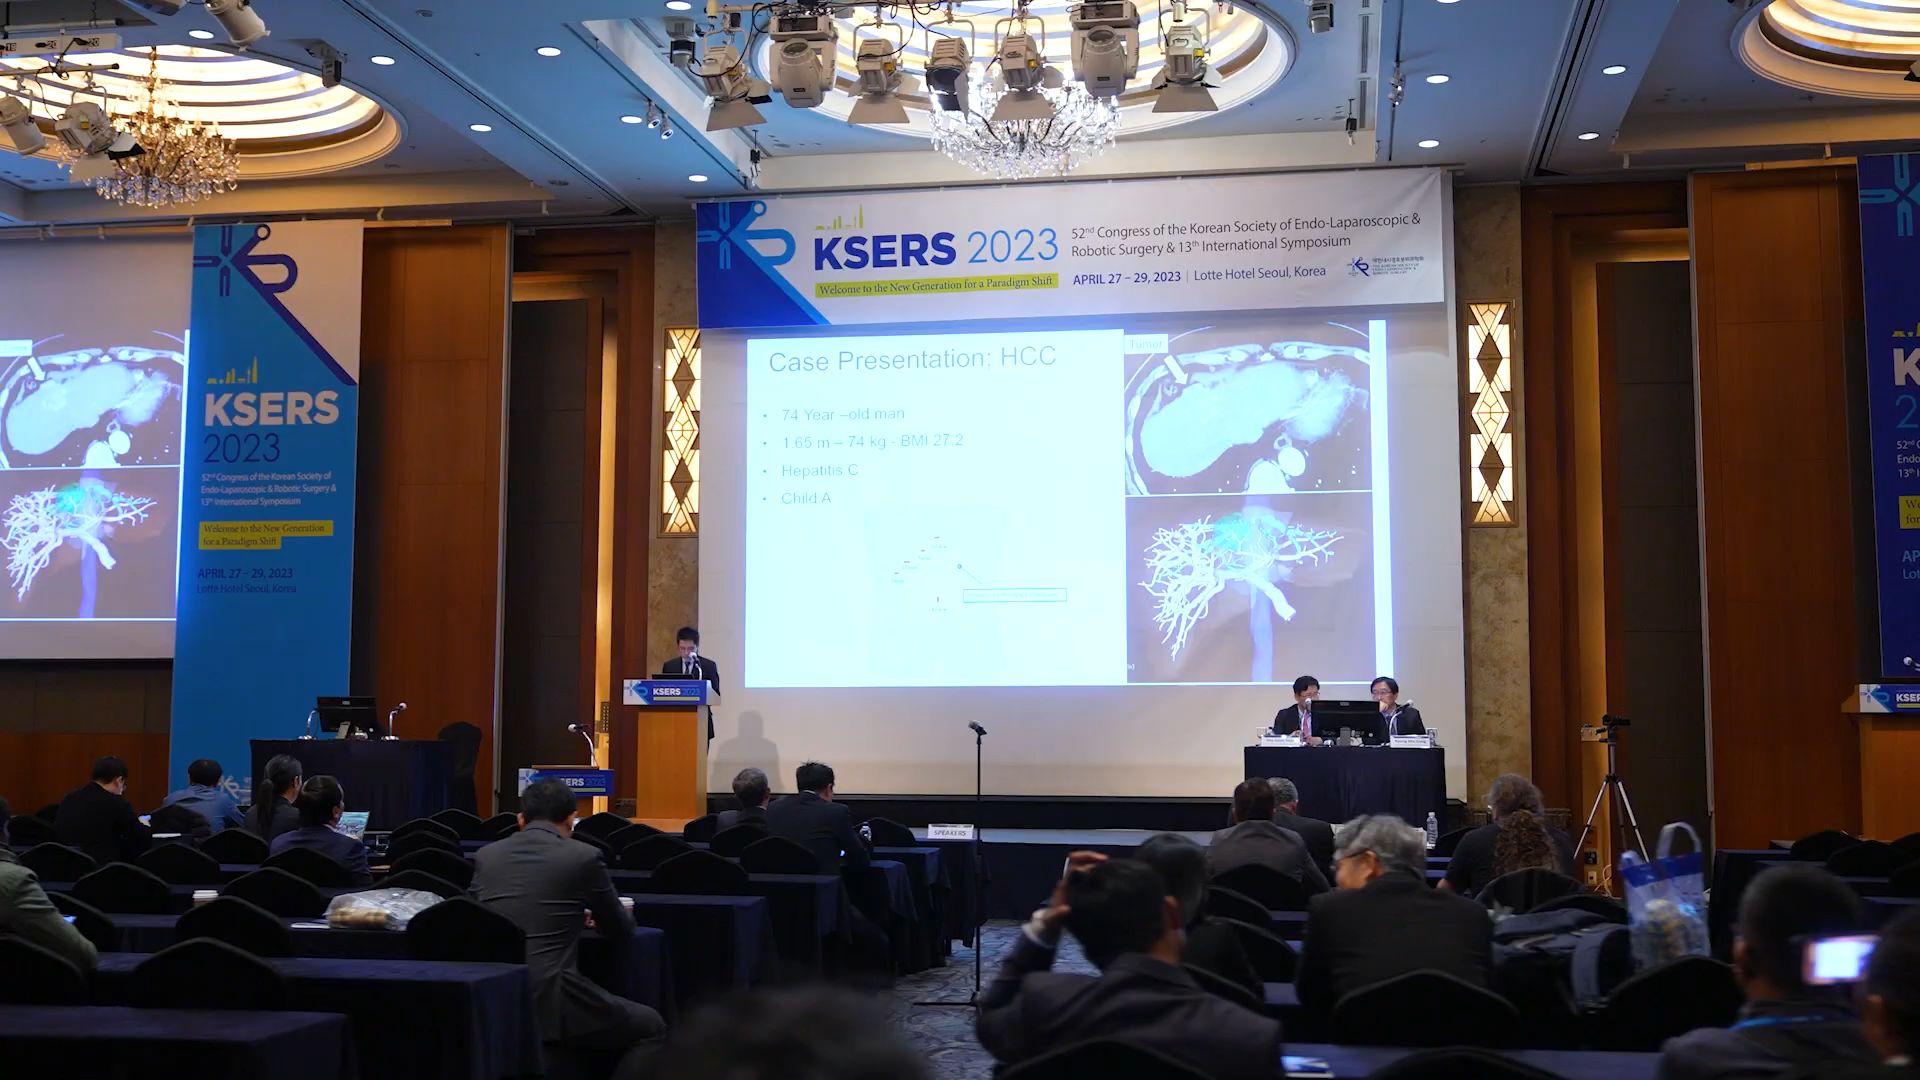 KSERS 2023
52nd Congress of the Korean Society of Endo-Laparoscopic &
Robotic Surgery & 13th International Symposium
Welcome to the New Generation for a Paradigm Shift
APRIL 27 – 29, 2023 | Lotte Hotel Seoul, Korea
Case Presentation; HCC
• 74 Year –old man
• 1.65 m – 74 kg - BMI 27.2
• Hepatitis C
• Child A
Tumor
KSERS
2023
52nd Congress of the Korean Society of
Endo-Laparoscopic & Robotic Surgery &
13th International Symposium
Welcome to the New Generation
for a Paradigm Shift
APRIL 27 – 29, 2023
Lotte Hotel Seoul, Korea
KSERS 2023
SPEAKERS